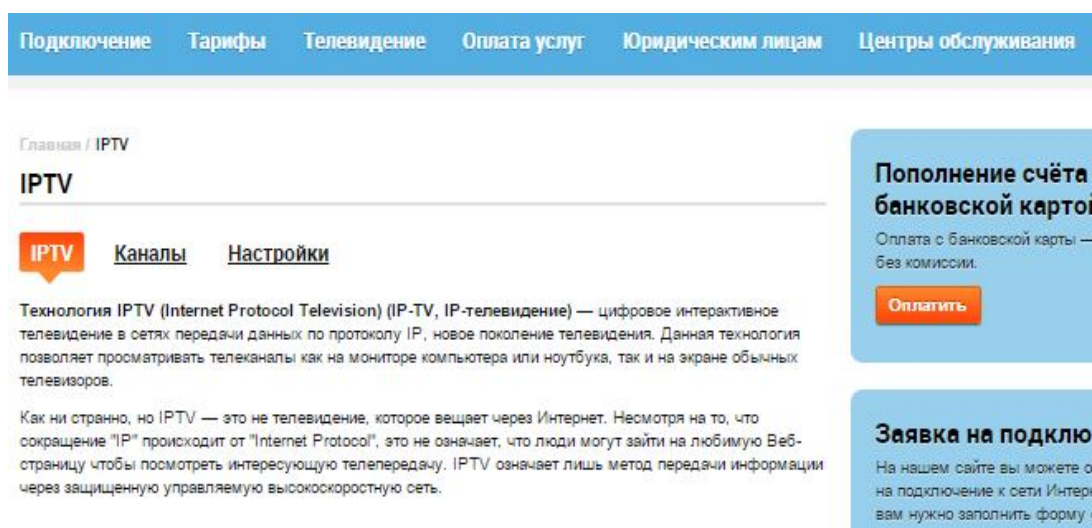 Подключение Тарифы Телевидение Оплата услуг Юридическим лицам Центры обслуживания
Главная / IPTV
IPTV
IPTV Каналы Настройки
Технология IPTV (Internet Protocol Television) (IP-TV, IP-телевидение) — цифровое интерактивное
телевидение в сетях передачи данных по протоколу IP, новое поколение телевидения. Данная технология
позволяет просматривать телеканалы как на мониторе компьютера или ноутбука, так и на экране обычных
телевизоров.
Как ни странно, но IPTV — это не телевидение, которое вещает через Интернет. Несмотря на то, что
сокращение "IP" происходит от "Internet Protocol", это не означает, что люди могут зайти на любимую Веб-
страницу чтобы посмотреть интересующую телепередачу. IPTV означает лишь метод передачи информации
через защищенную управляемую высокоскоростную сеть.
Пополнение счёта
банковской
Оплата с банковской карты —
без комиссии.
Оплатить
Заявка на
На нашем сайте вы можете
на подключение к сети
вам нужно заполнить форму